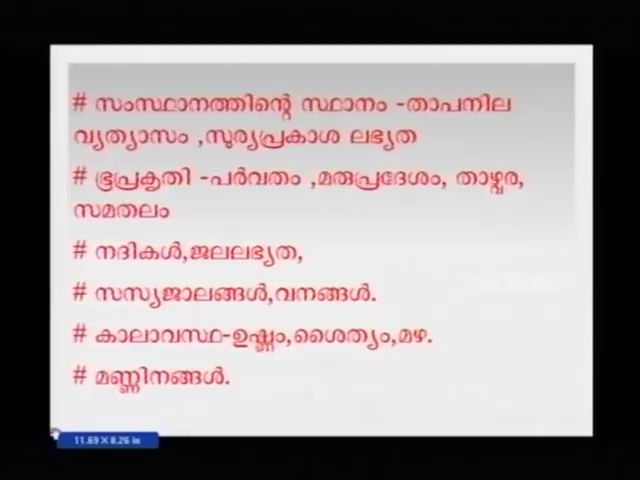 # സംസ്ഥാനത്തിന്റെ സ്ഥാനം -താപനില
വ്യത്യാസം ,സുര്യപ്രകാശ ലഭ്യത
# ഭൂപ്രകൃതി -പർവതം ,മരുപ്രദേശം, താഴ്വര,
സമതലം
# നദികൾ,ജലലഭ്യത,
# സസ്യജാലങ്ങൾ,വനങ്ങൾ.
# കാലാവസ്ഥ-ഉഷ്ണം,ശൈത്യം,മഴ.
# മണ്ണിനങ്ങൾ.
11.69 X 8.26 in